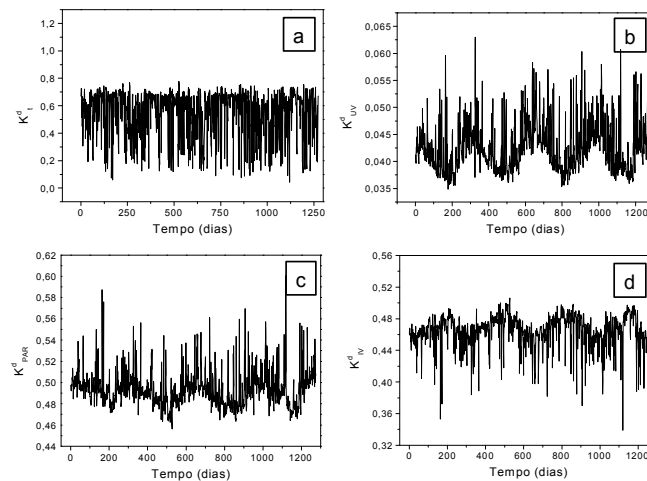 a
1,2
1,0
0,8
0,6
0,4
0,2
0,0
K^d_t
0 250 500 750 1000 1250
Tempo (dias)
b
0,065
0,060
0,055
0,050
0,045
0,040
0,035
K^d_UV
0 200 400 600 800 1000 1200
Tempo (dias)
c
0,62
0,60
0,58
0,56
0,54
0,52
0,50
0,48
0,46
0,44
K^d_PAR
0 200 400 600 800 1000 1200
Tempo (dias)
d
0,56
0,52
0,48
0,44
0,40
0,36
0,32
K^d_IV
0 200 400 600 800 1000 1200
Tempo (dias)